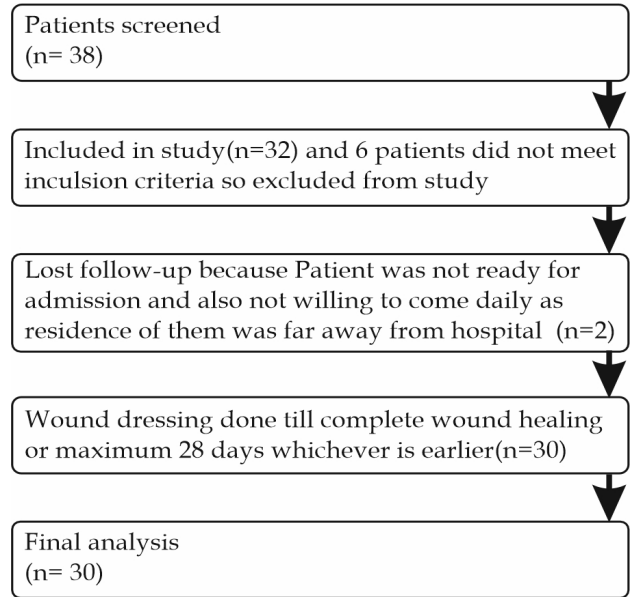 Patients screened
(n= 38)
Included in study(n=32) and 6 patients did not meet
inculsion criteria so excluded from study
Lost follow-up because Patient was not ready for
admission and also not willing to come daily as
residence of them was far away from hospital (n=2)
Wound dressing done till complete wound healing
or maximum 28 days whichever is earlier(n=30)
Final analysis
(n= 30)